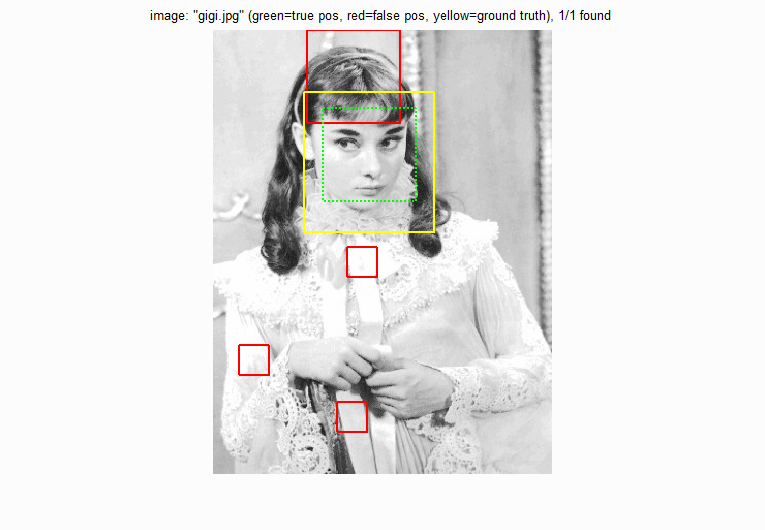 image: "gigi.jpg" (green=true pos, red=false pos, yellow=ground truth), 1/1 found